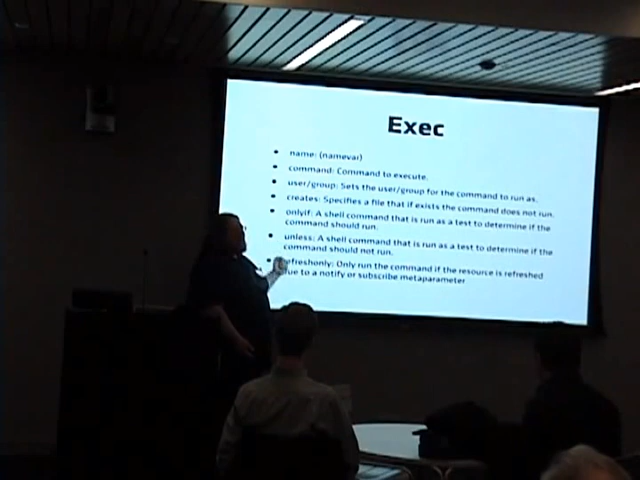 Exec
• name: (namevar)
• command: Command to execute.
• user/group: Sets the user/group for the command to run as.
• creates: Specifies a file that if exists the command does not run.
• onlyif: A shell command that is run as a test to determine if the
command should run.
• unless: A shell command that is run as a test to determine if the
command should not run.
• refreshonly: Only run the command if the resource is refreshed
due to a notify or subscribe metaparameter